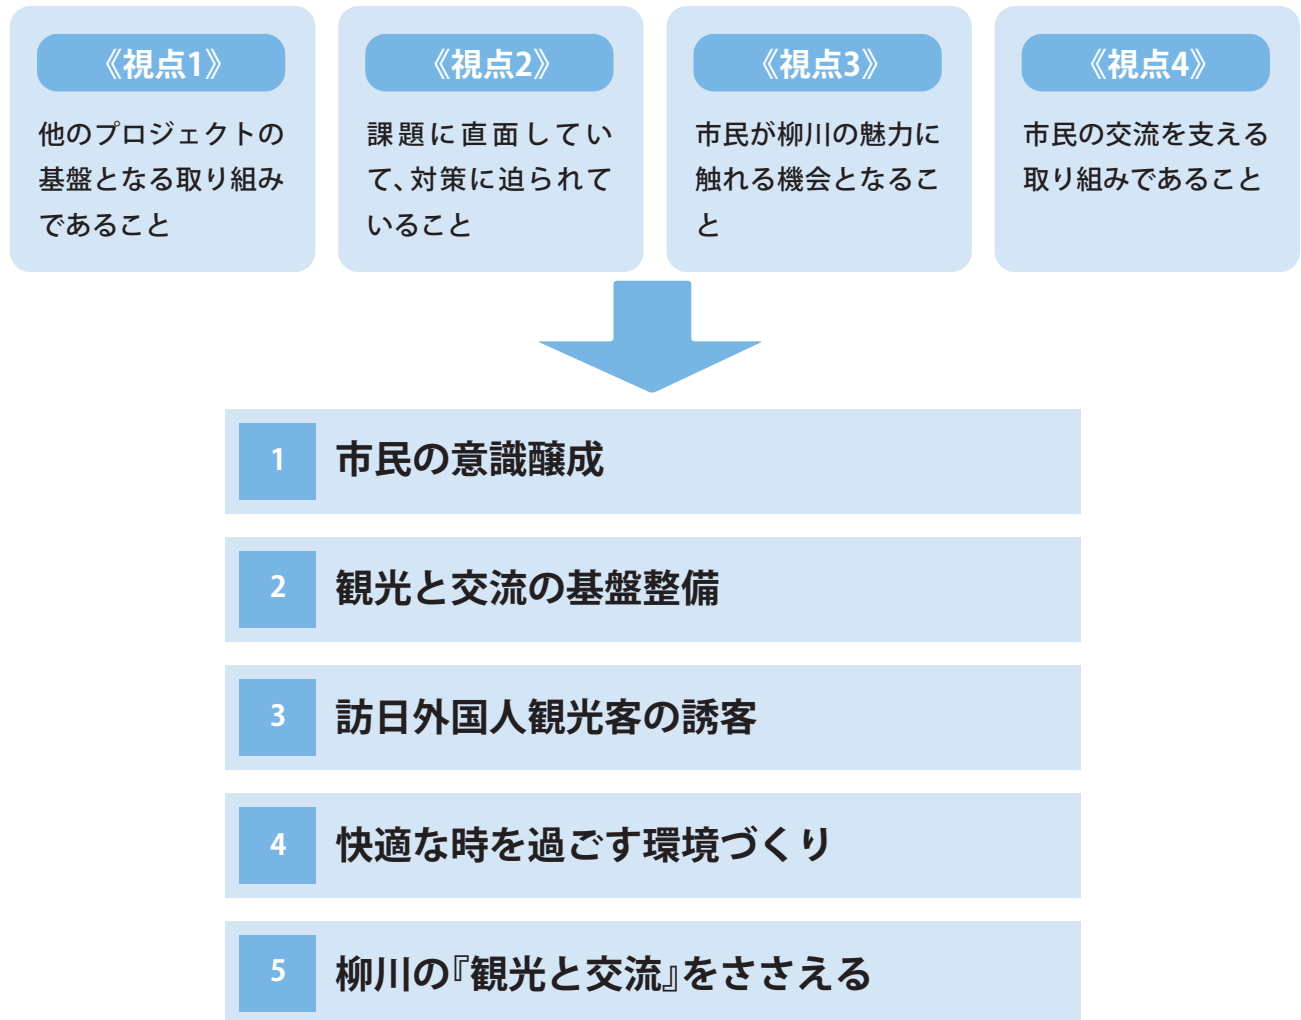 《視点1》
他のプロジェクトの
基盤となる取り組み
であること
《視点2》
課題に直面してい
て、対策に迫られて
いること
《視点3》
市民が柳川の魅力に
触れる機会となるこ
と
《視点4》
市民の交流を支える
取り組みであること
1 市民の意識醸成
2 観光と交流の基盤整備
3 訪日外国人観光客の誘客
4 快適な時を過ごす環境づくり
5 柳川の『観光と交流』をささえる